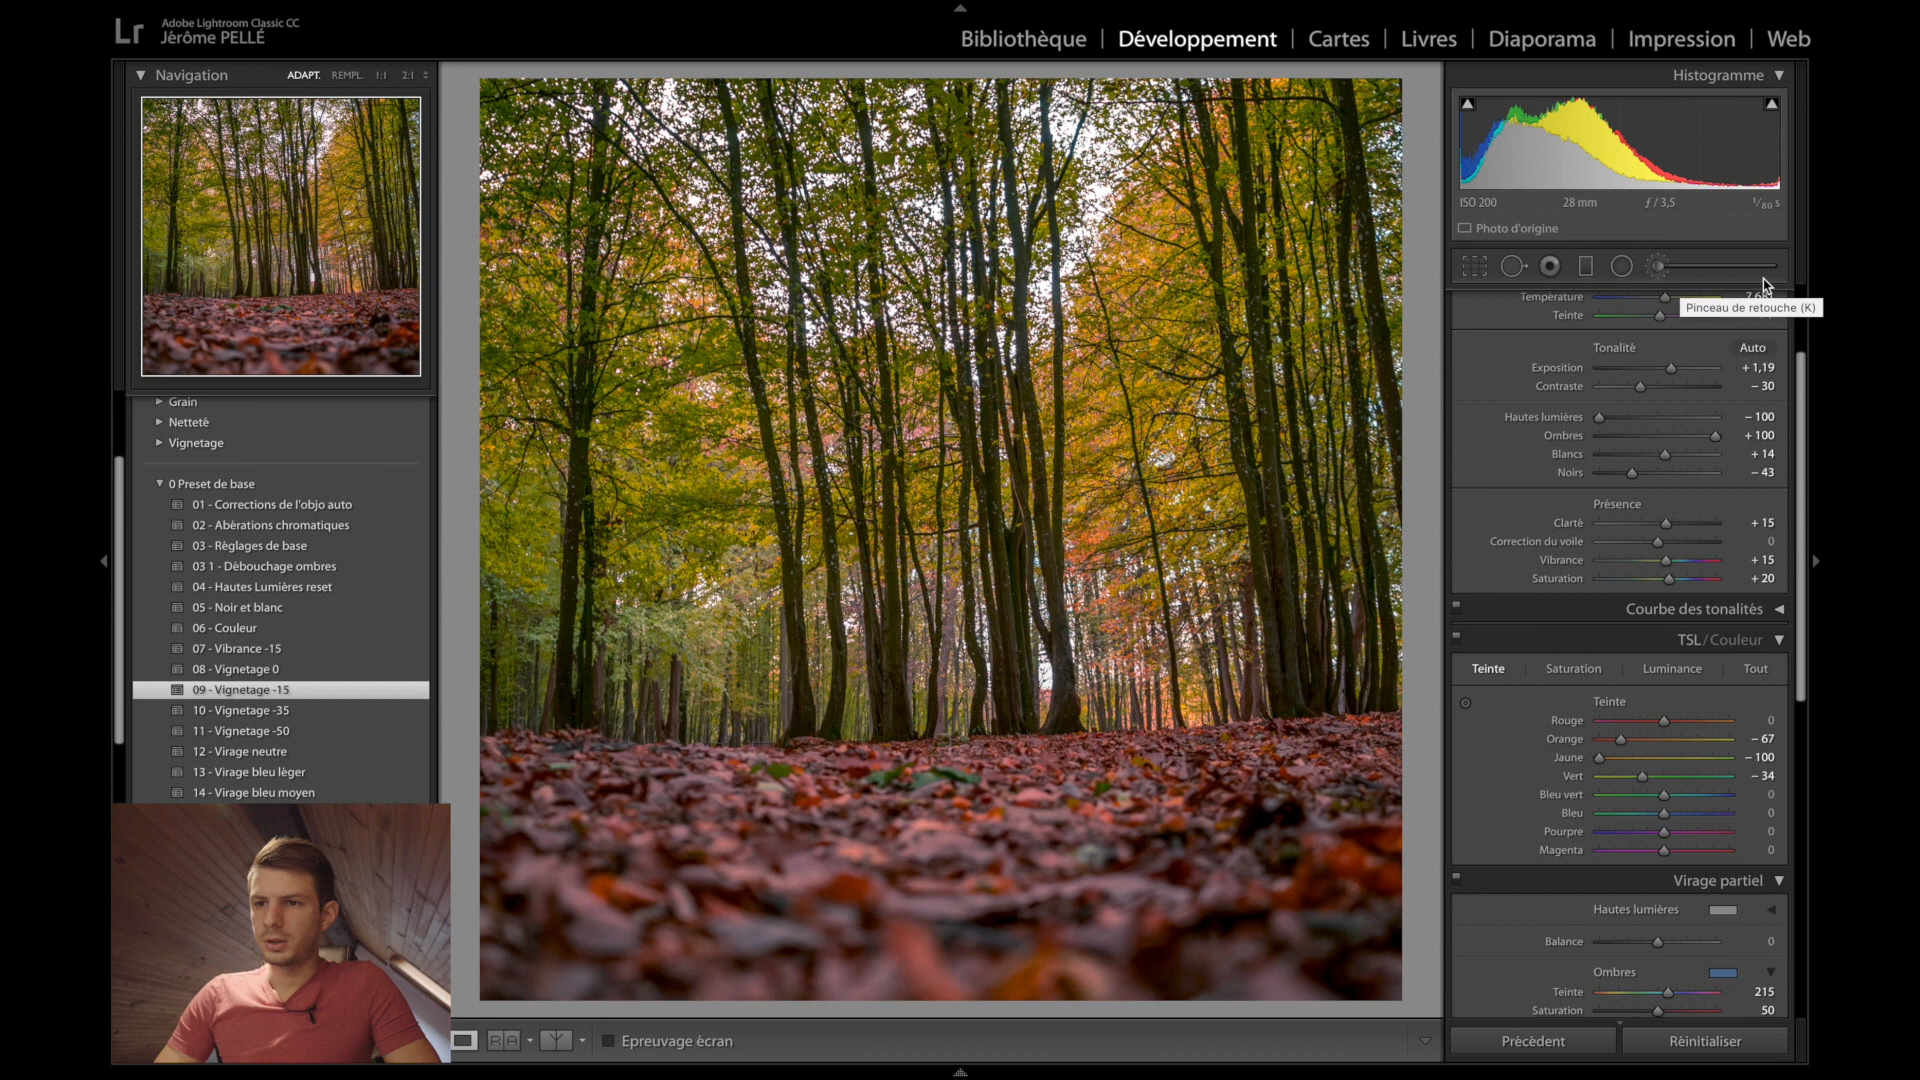 Lr
Adobe Lightroom Classic CC
Jérôme PELLÉ
Bibliothèque | Développement | Cartes | Livres | Diaporama | Impression | Web
Navigation ADAPT. REMPL. 1:1 2:1
Grain
Netteté
Vignetage
0 Preset de base
01 - Corrections de l'objo auto
02 - Abérations chromatiques
03 - Réglages de base
03 1 - Débouchage ombres
04 - Hautes Lumières reset
05 - Noir et blanc
06 - Couleur
07 - Vibrance -15
08 - Vignetage 0
09 - Vignetage -15
10 - Vignetage -35
11 - Vignetage -50
12 - Virage neutre
13 - Virage bleu léger
14 - Virage bleu moyen
RA
Y
Epreuvage écran
Histogramme
ISO 200 28 mm ƒ / 3,5 1/80 s
Photo d'origine
Température
Pinceau de retouche (K)
Teinte
Tonalité Auto
Exposition + 1,19
Contraste – 30
Hautes lumières – 100
Ombres + 100
Blancs + 14
Noirs – 43
Présence
Clarté + 15
Correction du voile 0
Vibrance + 15
Saturation + 20
Courbe des tonalités
TSL / Couleur
Teinte Saturation Luminance Tout
Teinte
Rouge 0
Orange – 67
Jaune – 100
Vert – 34
Bleu vert 0
Bleu 0
Pourpre 0
Magenta 0
Virage partiel
Hautes lumières
Balance 0
Ombres
Teinte 215
Saturation 50
Précédent Réinitialiser